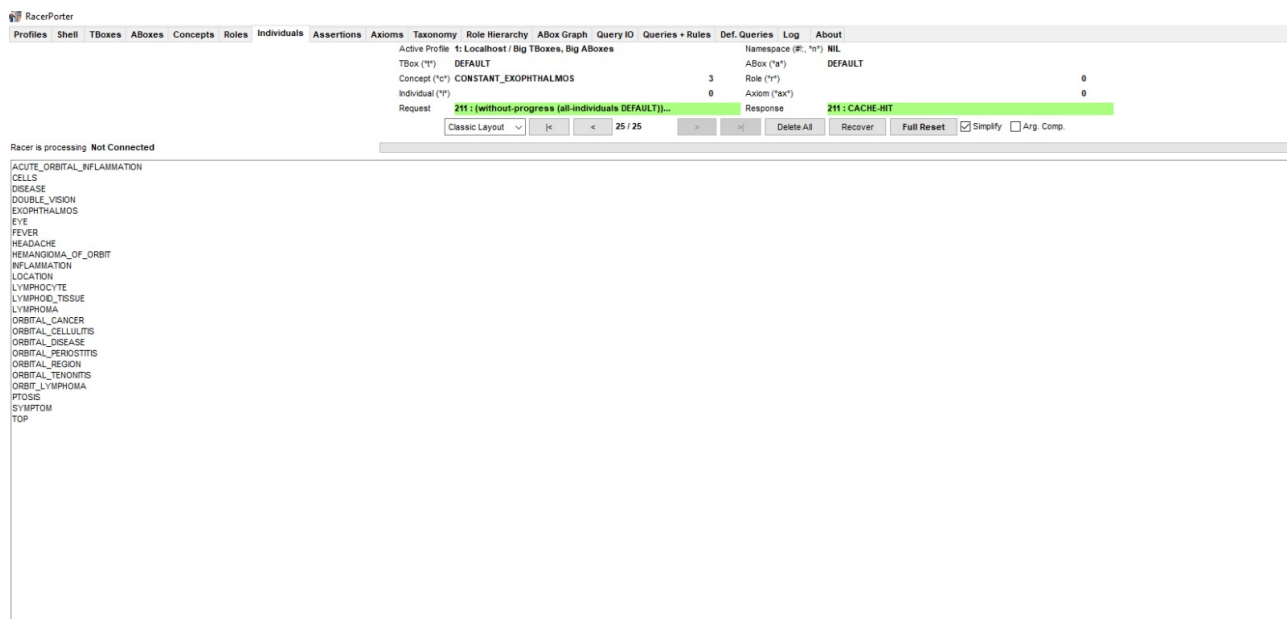 RacerPorter
Profiles Shell TBoxes ABoxes Concepts Roles Individuals Assertions Axioms Taxonomy Role Hierarchy ABox Graph Query IO Queries + Rules Def. Queries Log About
Active Profile 1: Localhost / Big TBoxes, Big ABoxes Namespace (#!:, *n*) NIL
TBox (*t*) DEFAULT ABox (*a*) DEFAULT
Concept (*c*) CONSTANT_EXOPHTHALMOS 3 Role (*r*) 0
Individual (*i*) 0 Axiom (*ax*) 0
Request 211 : (without-progress (all-individuals DEFAULT))... Response 211 : CACHE-HIT
Classic Layout |< < 25 / 25 > >| Delete All Recover Full Reset Simplify Arg. Comp.
Racer is processing Not Connected
ACUTE_ORBITAL_INFLAMMATION
CELLS
DISEASE
DOUBLE_VISION
EXOPHTHALMOS
EYE
FEVER
HEADACHE
HEMANGIOMA_OF_ORBIT
INFLAMMATION
LOCATION
LYMPHOCYTE
LYMPHOID_TISSUE
LYMPHOMA
ORBITAL_CANCER
ORBITAL_CELLULITIS
ORBITAL_DISEASE
ORBITAL_PERIOSTITIS
ORBITAL_REGION
ORBITAL_TENONITIS
ORBIT_LYMPHOMA
PTOSIS
SYMPTOM
TOP